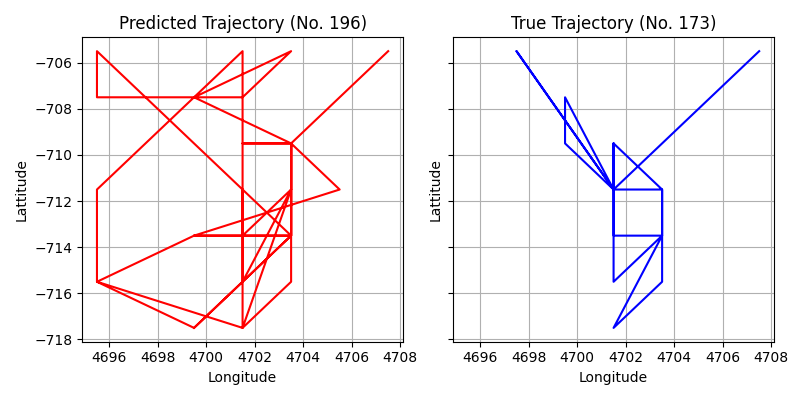 Predicted Trajectory (No. 196)
True Trajectory (No. 173)
−706
−708
−710
−712
−714
−716
−718
Lattitude
Lattitude
4696 4698 4700 4702 4704 4706 4708
4696 4698 4700 4702 4704 4706 4708
Longitude
Longitude